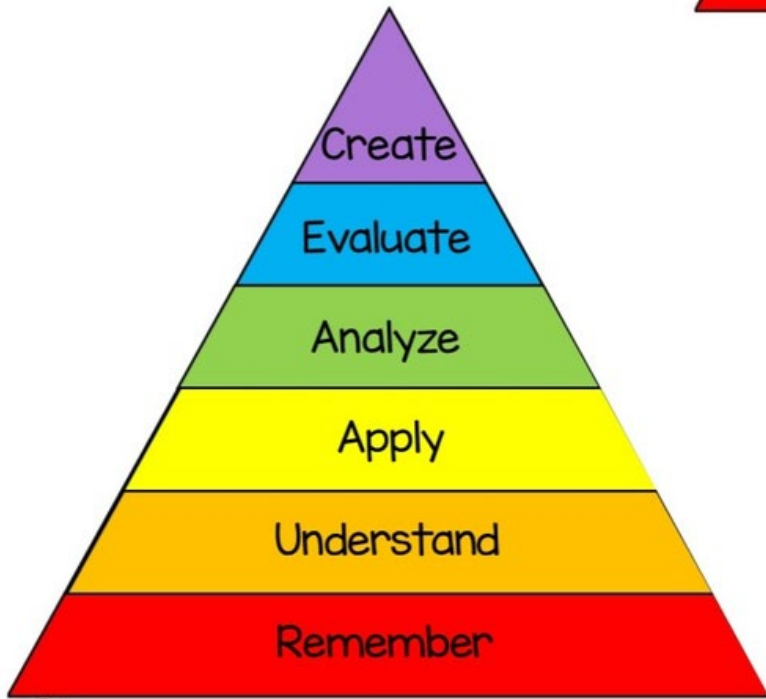 Create
Evaluate
Analyze
Apply
Understand
Remember